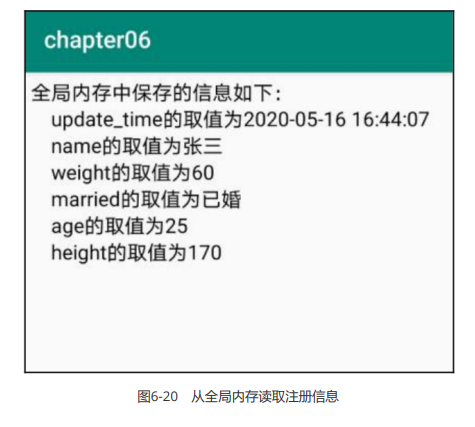 chapter06
全局内存中保存的信息如下：
update_time的取值为2020-05-16 16:44:07
name的取值为张三
weight的取值为60
married的取值为已婚
age的取值为25
height的取值为170
图6-20 从全局内存读取注册信息